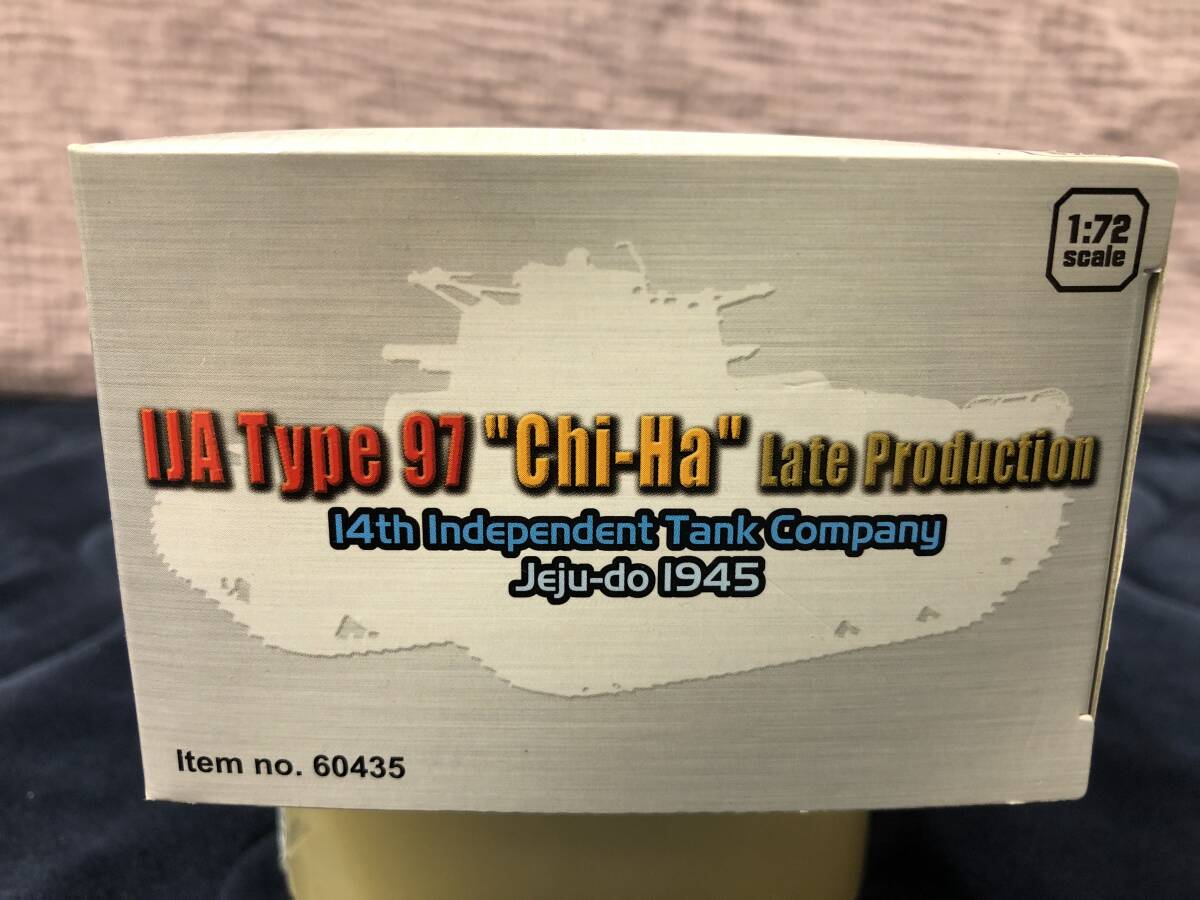 1:72
scale
IJA Type 97 "Chi-Ha" Late Production
14th Independent Tank Company
Jeju-do 1945
Item no. 60435